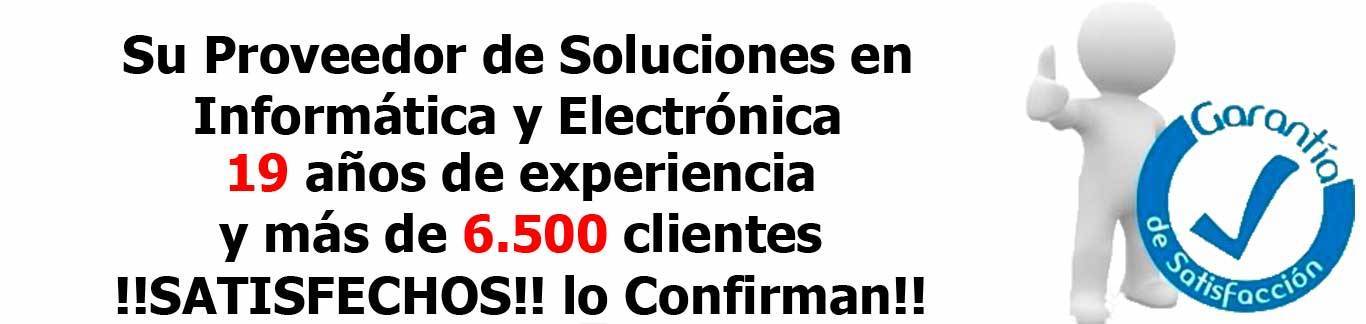 Su Proveedor de Soluciones en
Informática y Electrónica
19 años de experiencia
y más de 6.500 clientes
!!SATISFECHOS!! lo Confirman!!
Garantía
de Satisfacción